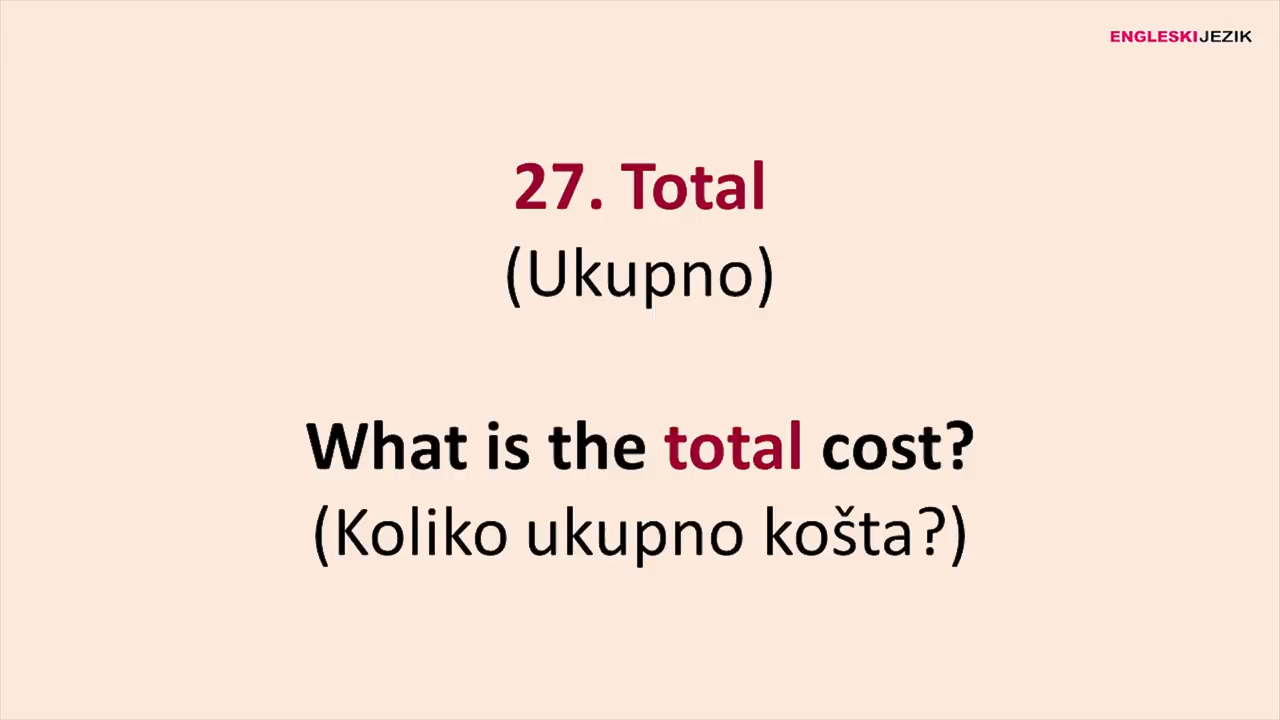 ENGLESKIJEZIK
27. Total
(Ukupno)
What is the total cost?
(Koliko ukupno košta?)